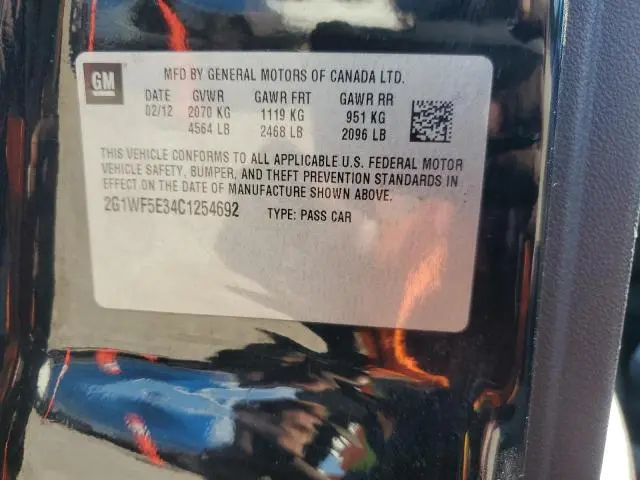 GM
MFD BY GENERAL MOTORS OF CANADA LTD.
DATE GVWR GAWR FRT GAWR RR
02/12 2070 KG 1119 KG 951 KG
4564 LB 2468 LB 2096 LB
THIS VEHICLE CONFORMS TO ALL APPLICABLE U.S. FEDERAL MOTOR
VEHICLE SAFETY, BUMPER, AND THEFT PREVENTION STANDARDS IN
EFFECT ON THE DATE OF MANUFACTURE SHOWN ABOVE.
2G1WF5E34C1254692 TYPE: PASS CAR